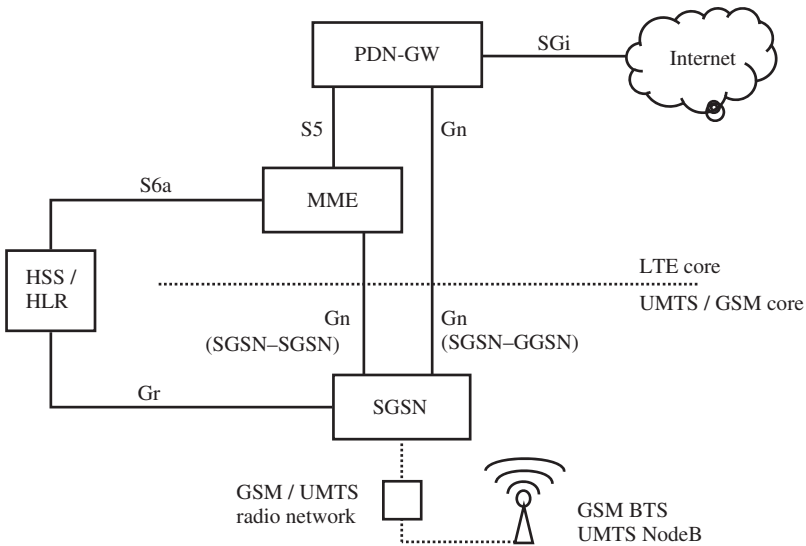 PDN-GW
SGi
Internet
S5
Gn
S6a
MME
HSS /
HLR
LTE core
UMTS / GSM core
Gn
(SGSN–SGSN)
Gn
(SGSN–GGSN)
Gr
SGSN
GSM / UMTS
radio network
GSM BTS
UMTS NodeB